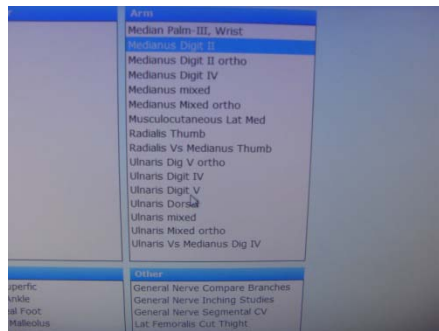 Arm
Median Palm-III, Wrist
Medianus Digit II
Medianus Digit II ortho
Medianus Digit IV
Medianus mixed
Medianus Mixed ortho
Musculocutaneous Lat Med
Radialis Thumb
Radialis Vs Medianus Thumb
Ulnaris Dig V ortho
Ulnaris Digit IV
Ulnaris Digit V
Ulnaris Dorsal
Ulnaris mixed
Ulnaris Mixed ortho
Ulnaris Vs Medianus Dig IV
uperfic
Ankle
eal Foot
Malleolus
Other
General Nerve Compare Branches
General Nerve Inching Studies
General Nerve Segmental CV
Lat Femoralis Cut Thight